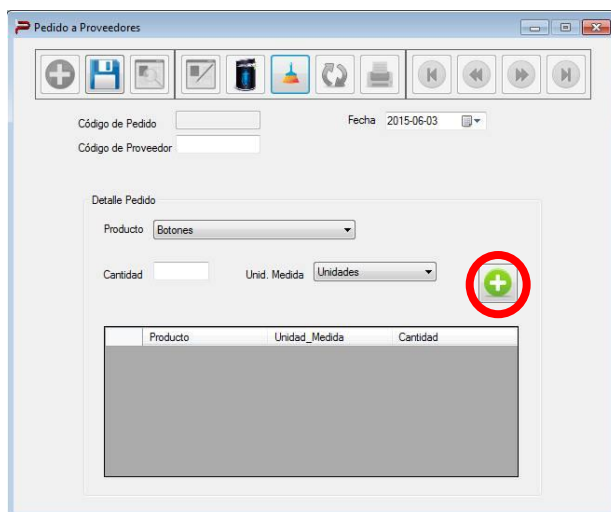 Pedido a Proveedores
Código de Pedido
Fecha 2015-06-03
Código de Proveedor
Detalle Pedido
Producto Botones
Cantidad Unid. Medida Unidades
Producto Unidad_Medida Cantidad